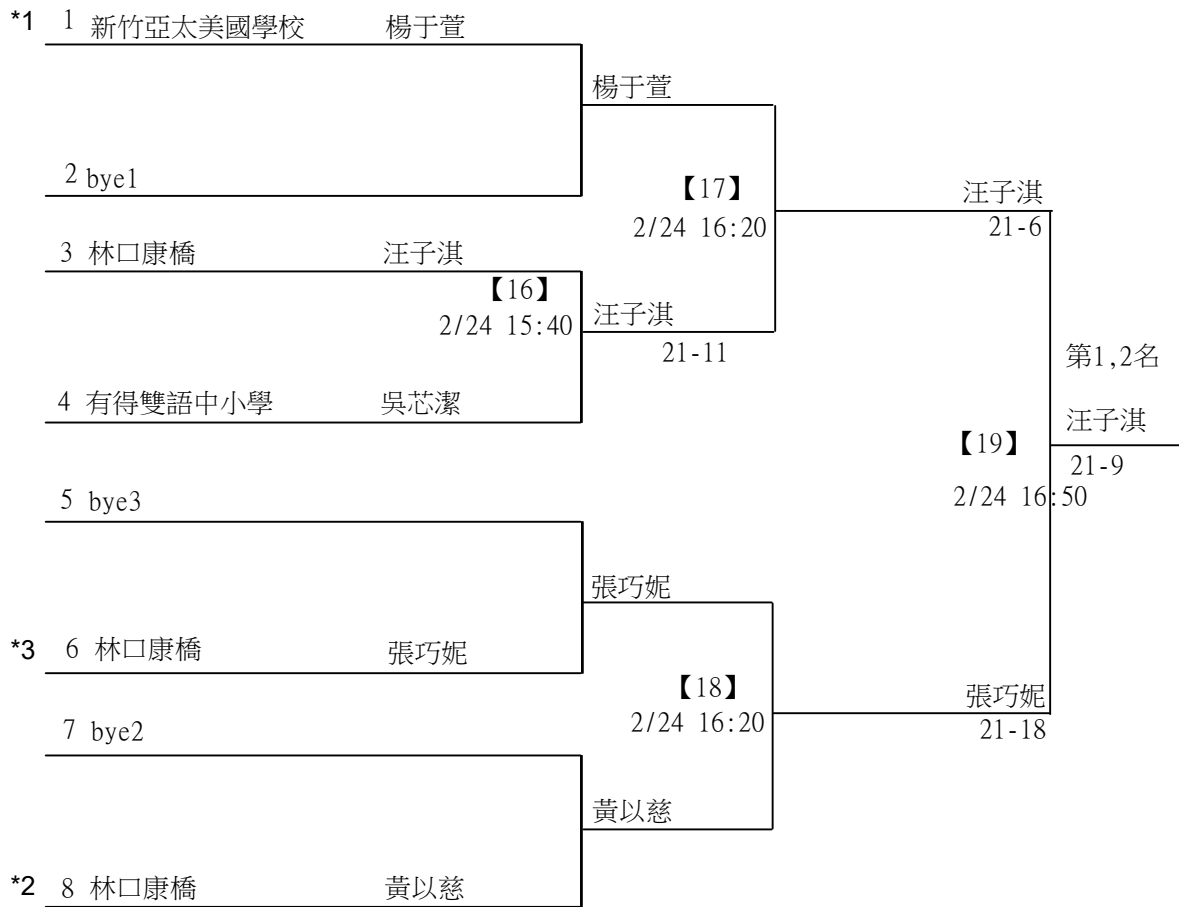 *1 1 新竹亞太美國學校 楊于萱
楊于萱
2 bye1
【17】
2/24 16:20
汪子淇
21-6
3 林口康橋 汪子淇
【16】
2/24 15:40
汪子淇
21-11
第1,2名
4 有得雙語中小學 吳芯潔
汪子淇
【19】
21-9
2/24 16:50
5 bye3
張巧妮
*3 6 林口康橋 張巧妮
【18】
2/24 16:20
張巧妮
21-18
7 bye2
黃以慈
*2 8 林口康橋 黃以慈